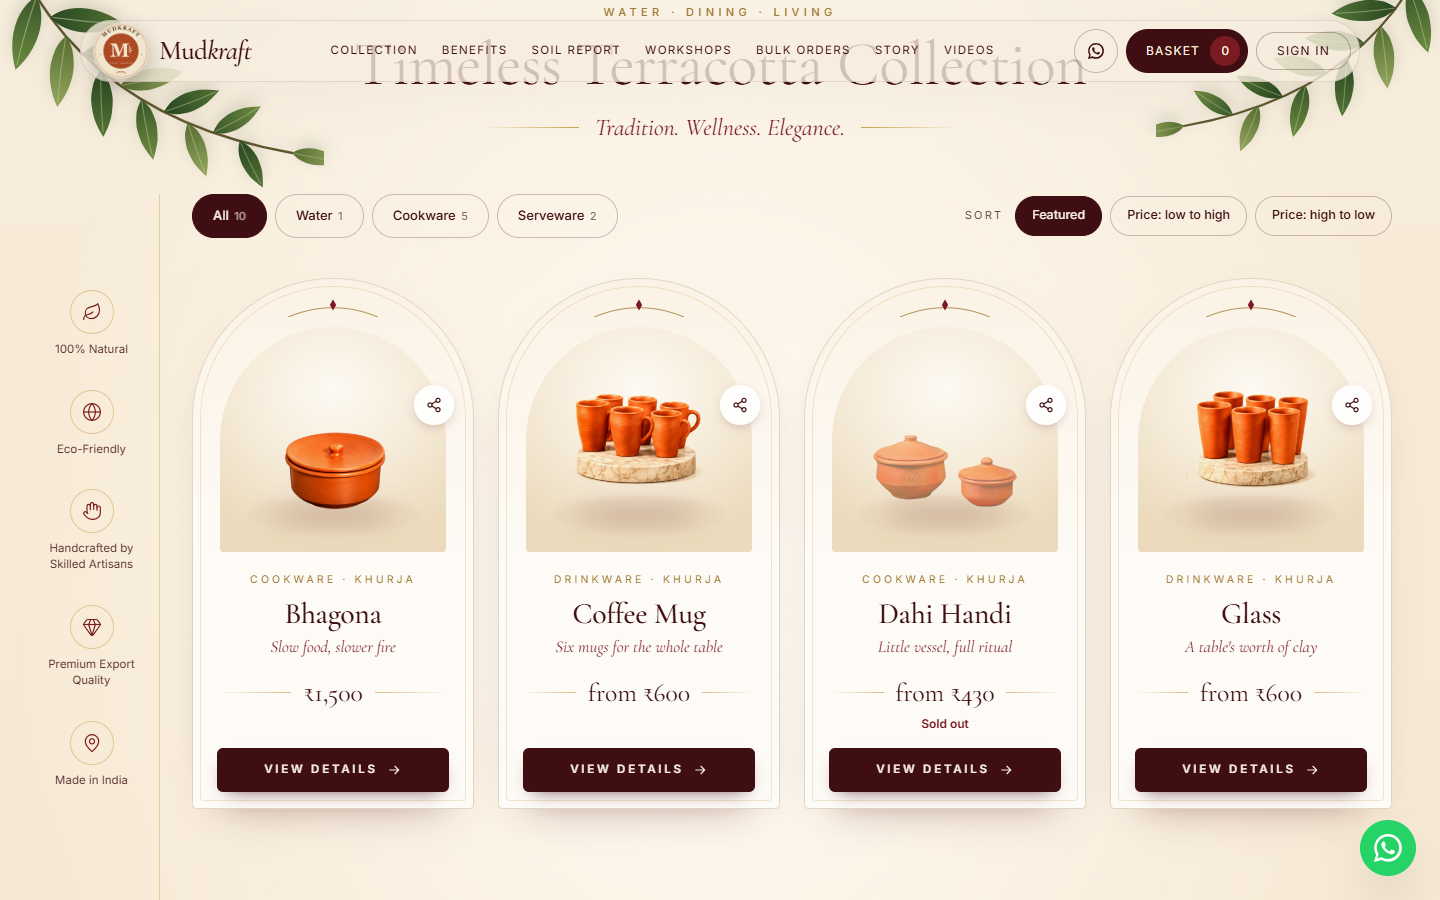 WATER · DINING · LIVING
MUDKRAFT
M
Mudkraft
COLLECTION
BENEFITS
SOIL REPORT
WORKSHOPS
BULK ORDERS
STORY
VIDEOS
BASKET 0
SIGN IN
Timeless Terracotta Collection
Tradition. Wellness. Elegance.
All 10
Water 1
Cookware 5
Serveware 2
SORT
Featured
Price: low to high
Price: high to low
100% Natural
Eco-Friendly
Handcrafted by
Skilled Artisans
Premium Export
Quality
Made in India
COOKWARE · KHURJA
Bhagona
Slow food, slower fire
₹1,500
VIEW DETAILS →
DRINKWARE · KHURJA
Coffee Mug
Six mugs for the whole table
from ₹600
VIEW DETAILS →
COOKWARE · KHURJA
Dahi Handi
Little vessel, full ritual
from ₹430
Sold out
VIEW DETAILS →
DRINKWARE · KHURJA
Glass
A table's worth of clay
from ₹600
VIEW DETAILS →